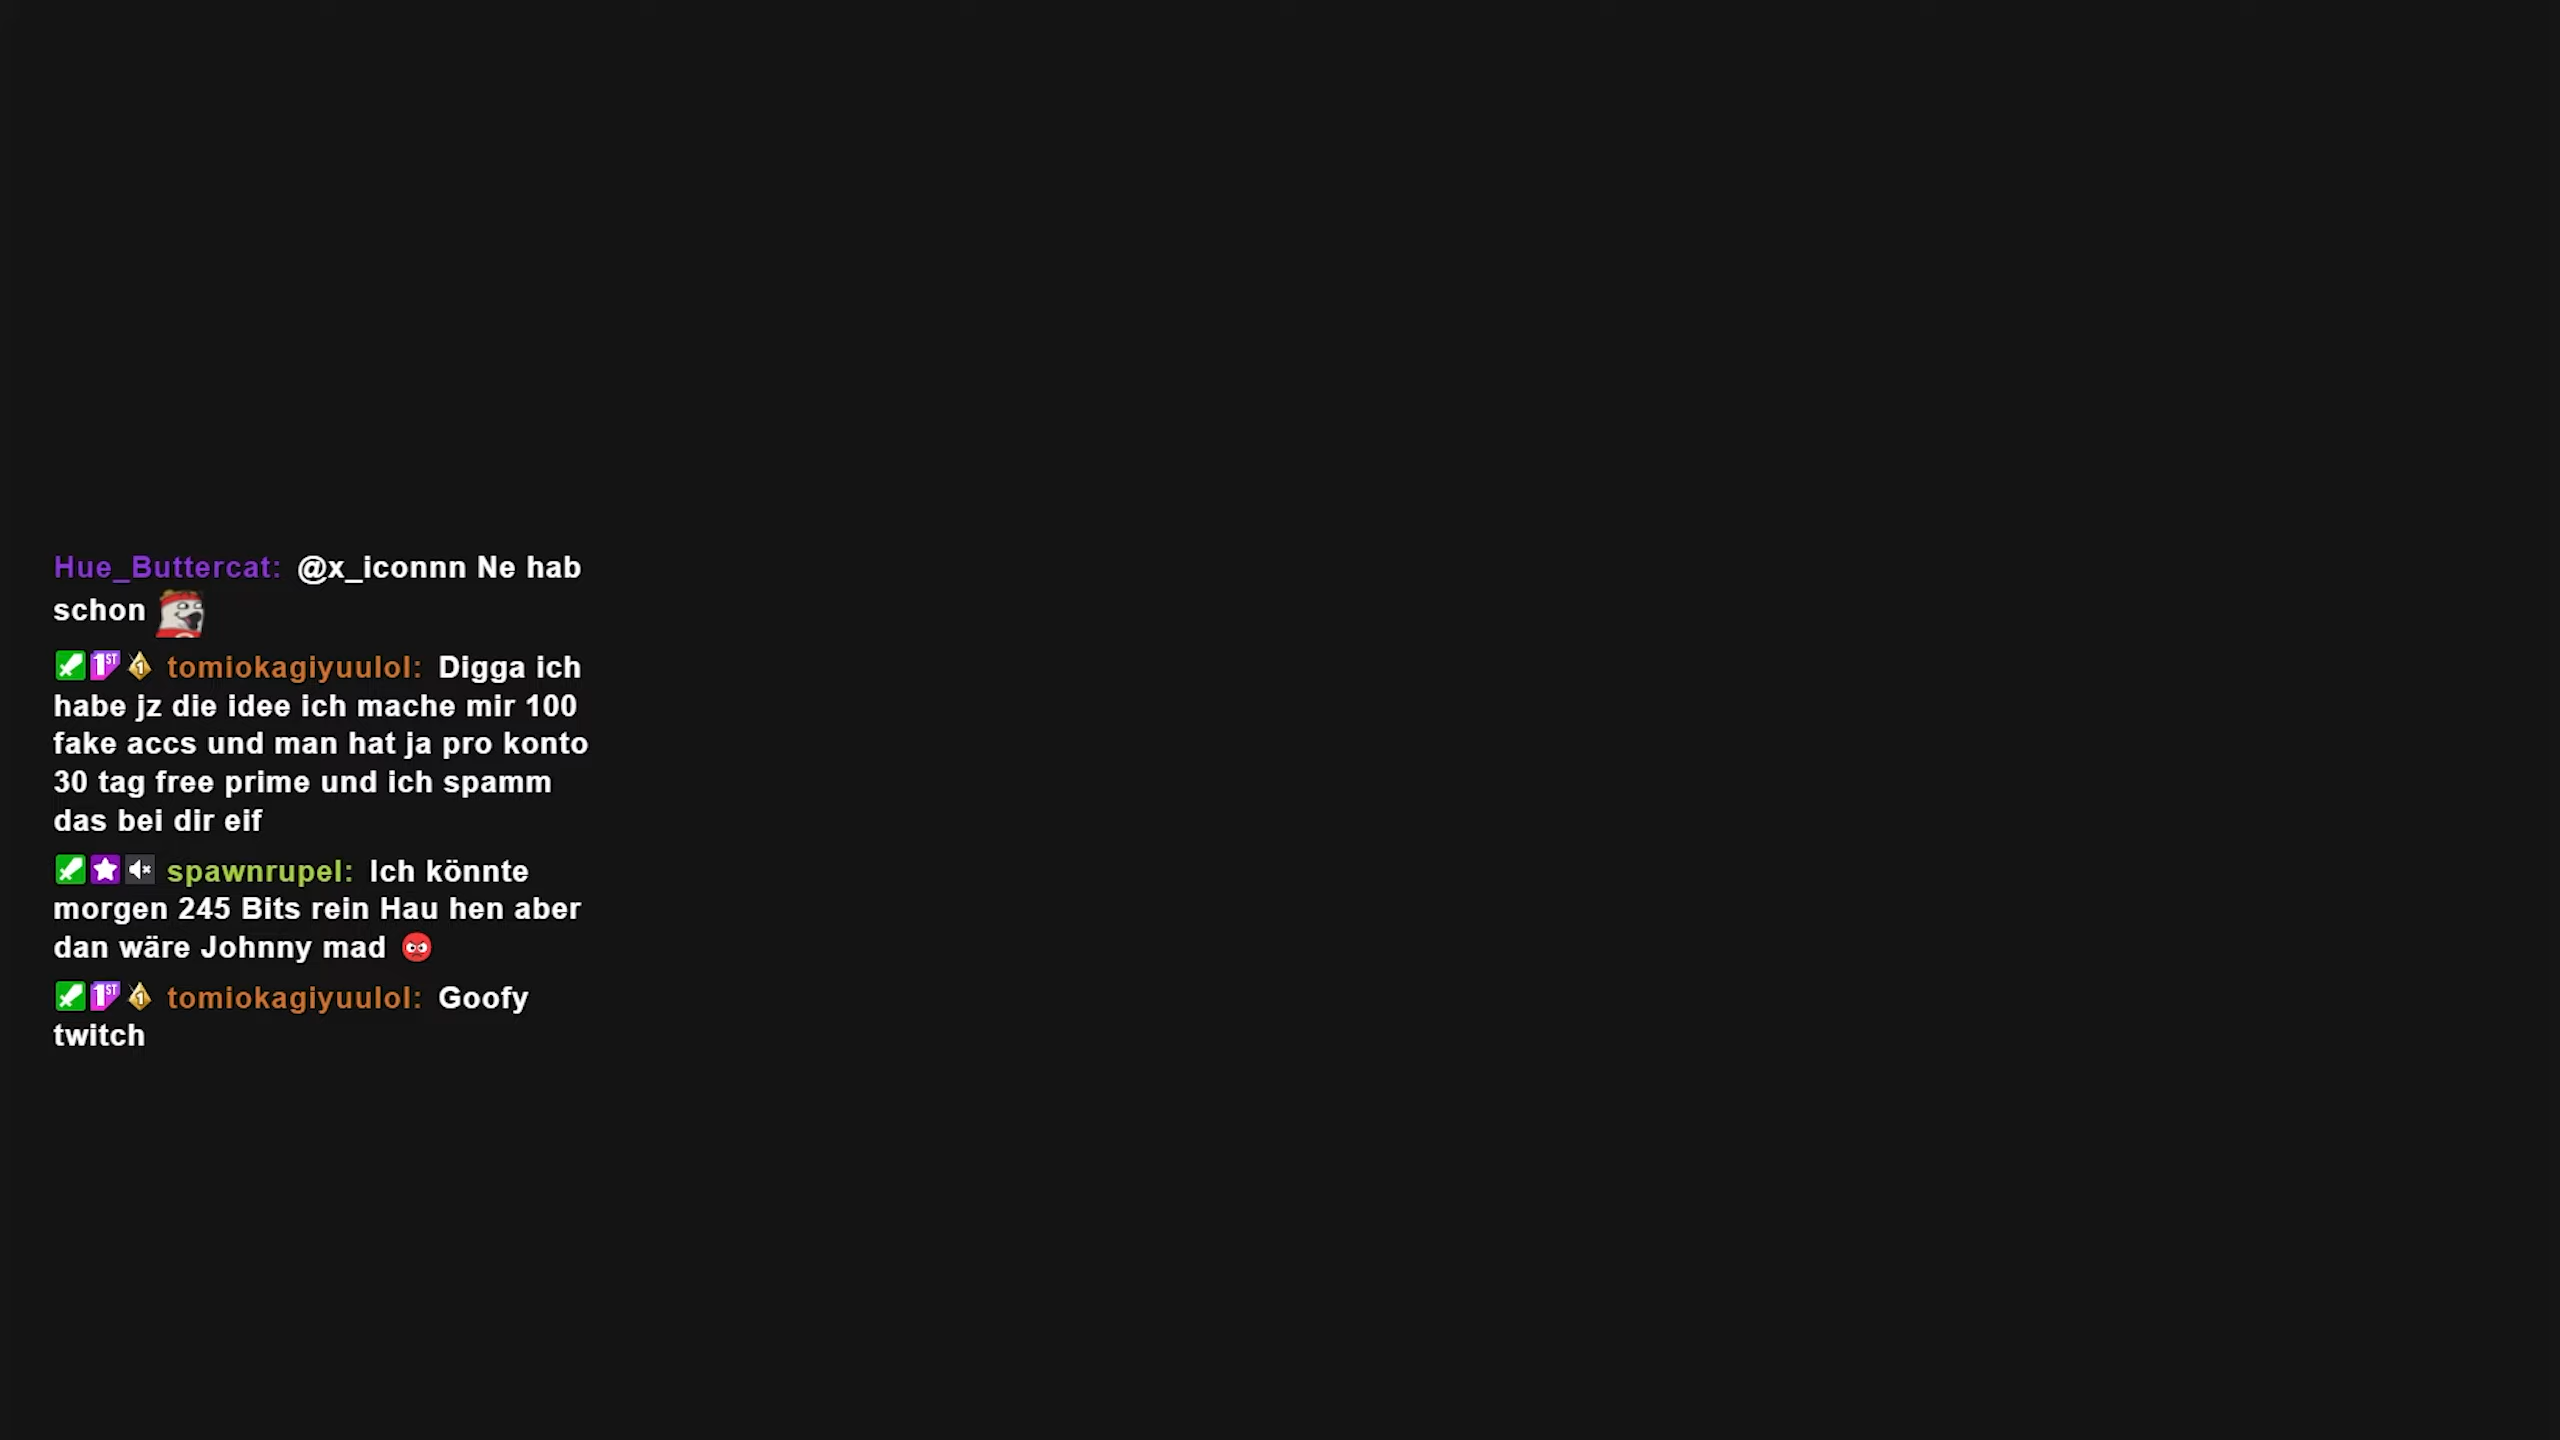 Hue_Buttercat: @x_iconnn Ne hab
schon
tomiokagiyuulol: Digga ich
habe jz die idee ich mache mir 100
fake accs und man hat ja pro konto
30 tag free prime und ich spamm
das bei dir eif
spawnrupel: Ich könnte
morgen 245 Bits rein Hau hen aber
dan wäre Johnny mad 😡
tomiokagiyuulol: Goofy
twitch